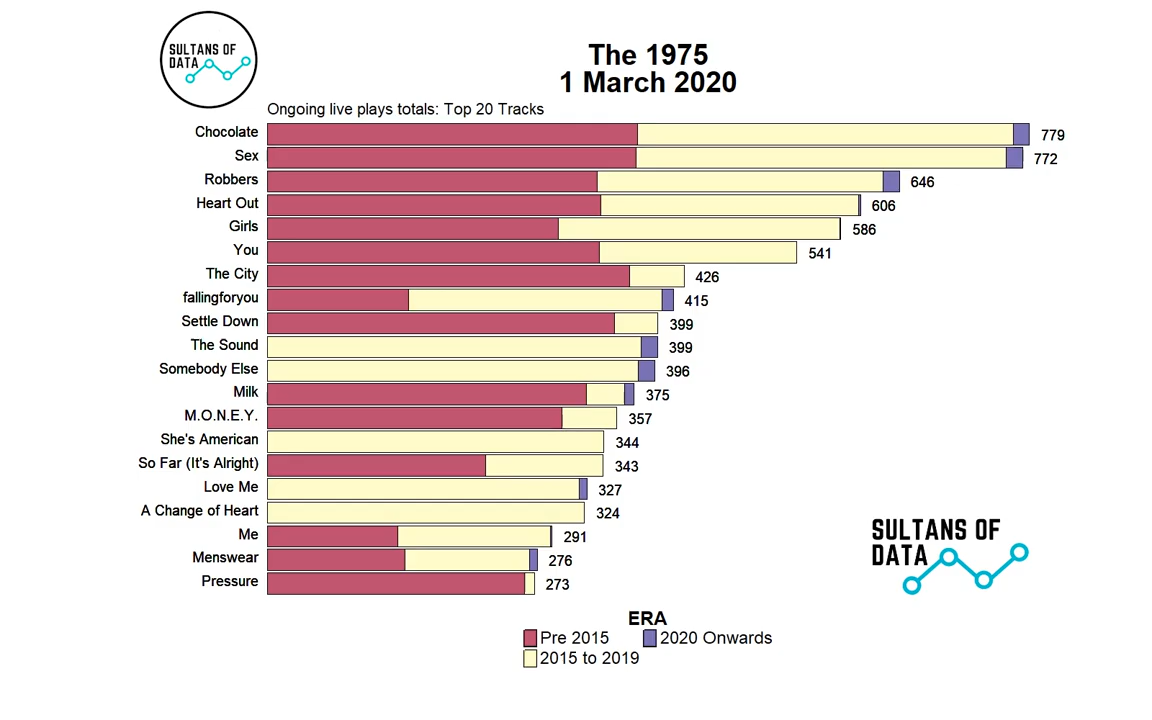 SULTANS OF
DATA
The 1975
1 March 2020
Ongoing live plays totals: Top 20 Tracks
Chocolate 779
Sex 772
Robbers 646
Heart Out 606
Girls 586
You 541
The City 426
fallingforyou 415
Settle Down 399
The Sound 399
Somebody Else 396
Milk 375
M.O.N.E.Y. 357
She's American 344
So Far (It's Alright) 343
Love Me 327
A Change of Heart 324
Me 291
Menswear 276
Pressure 273
SULTANS OF
DATA
ERA
Pre 2015 2020 Onwards
2015 to 2019